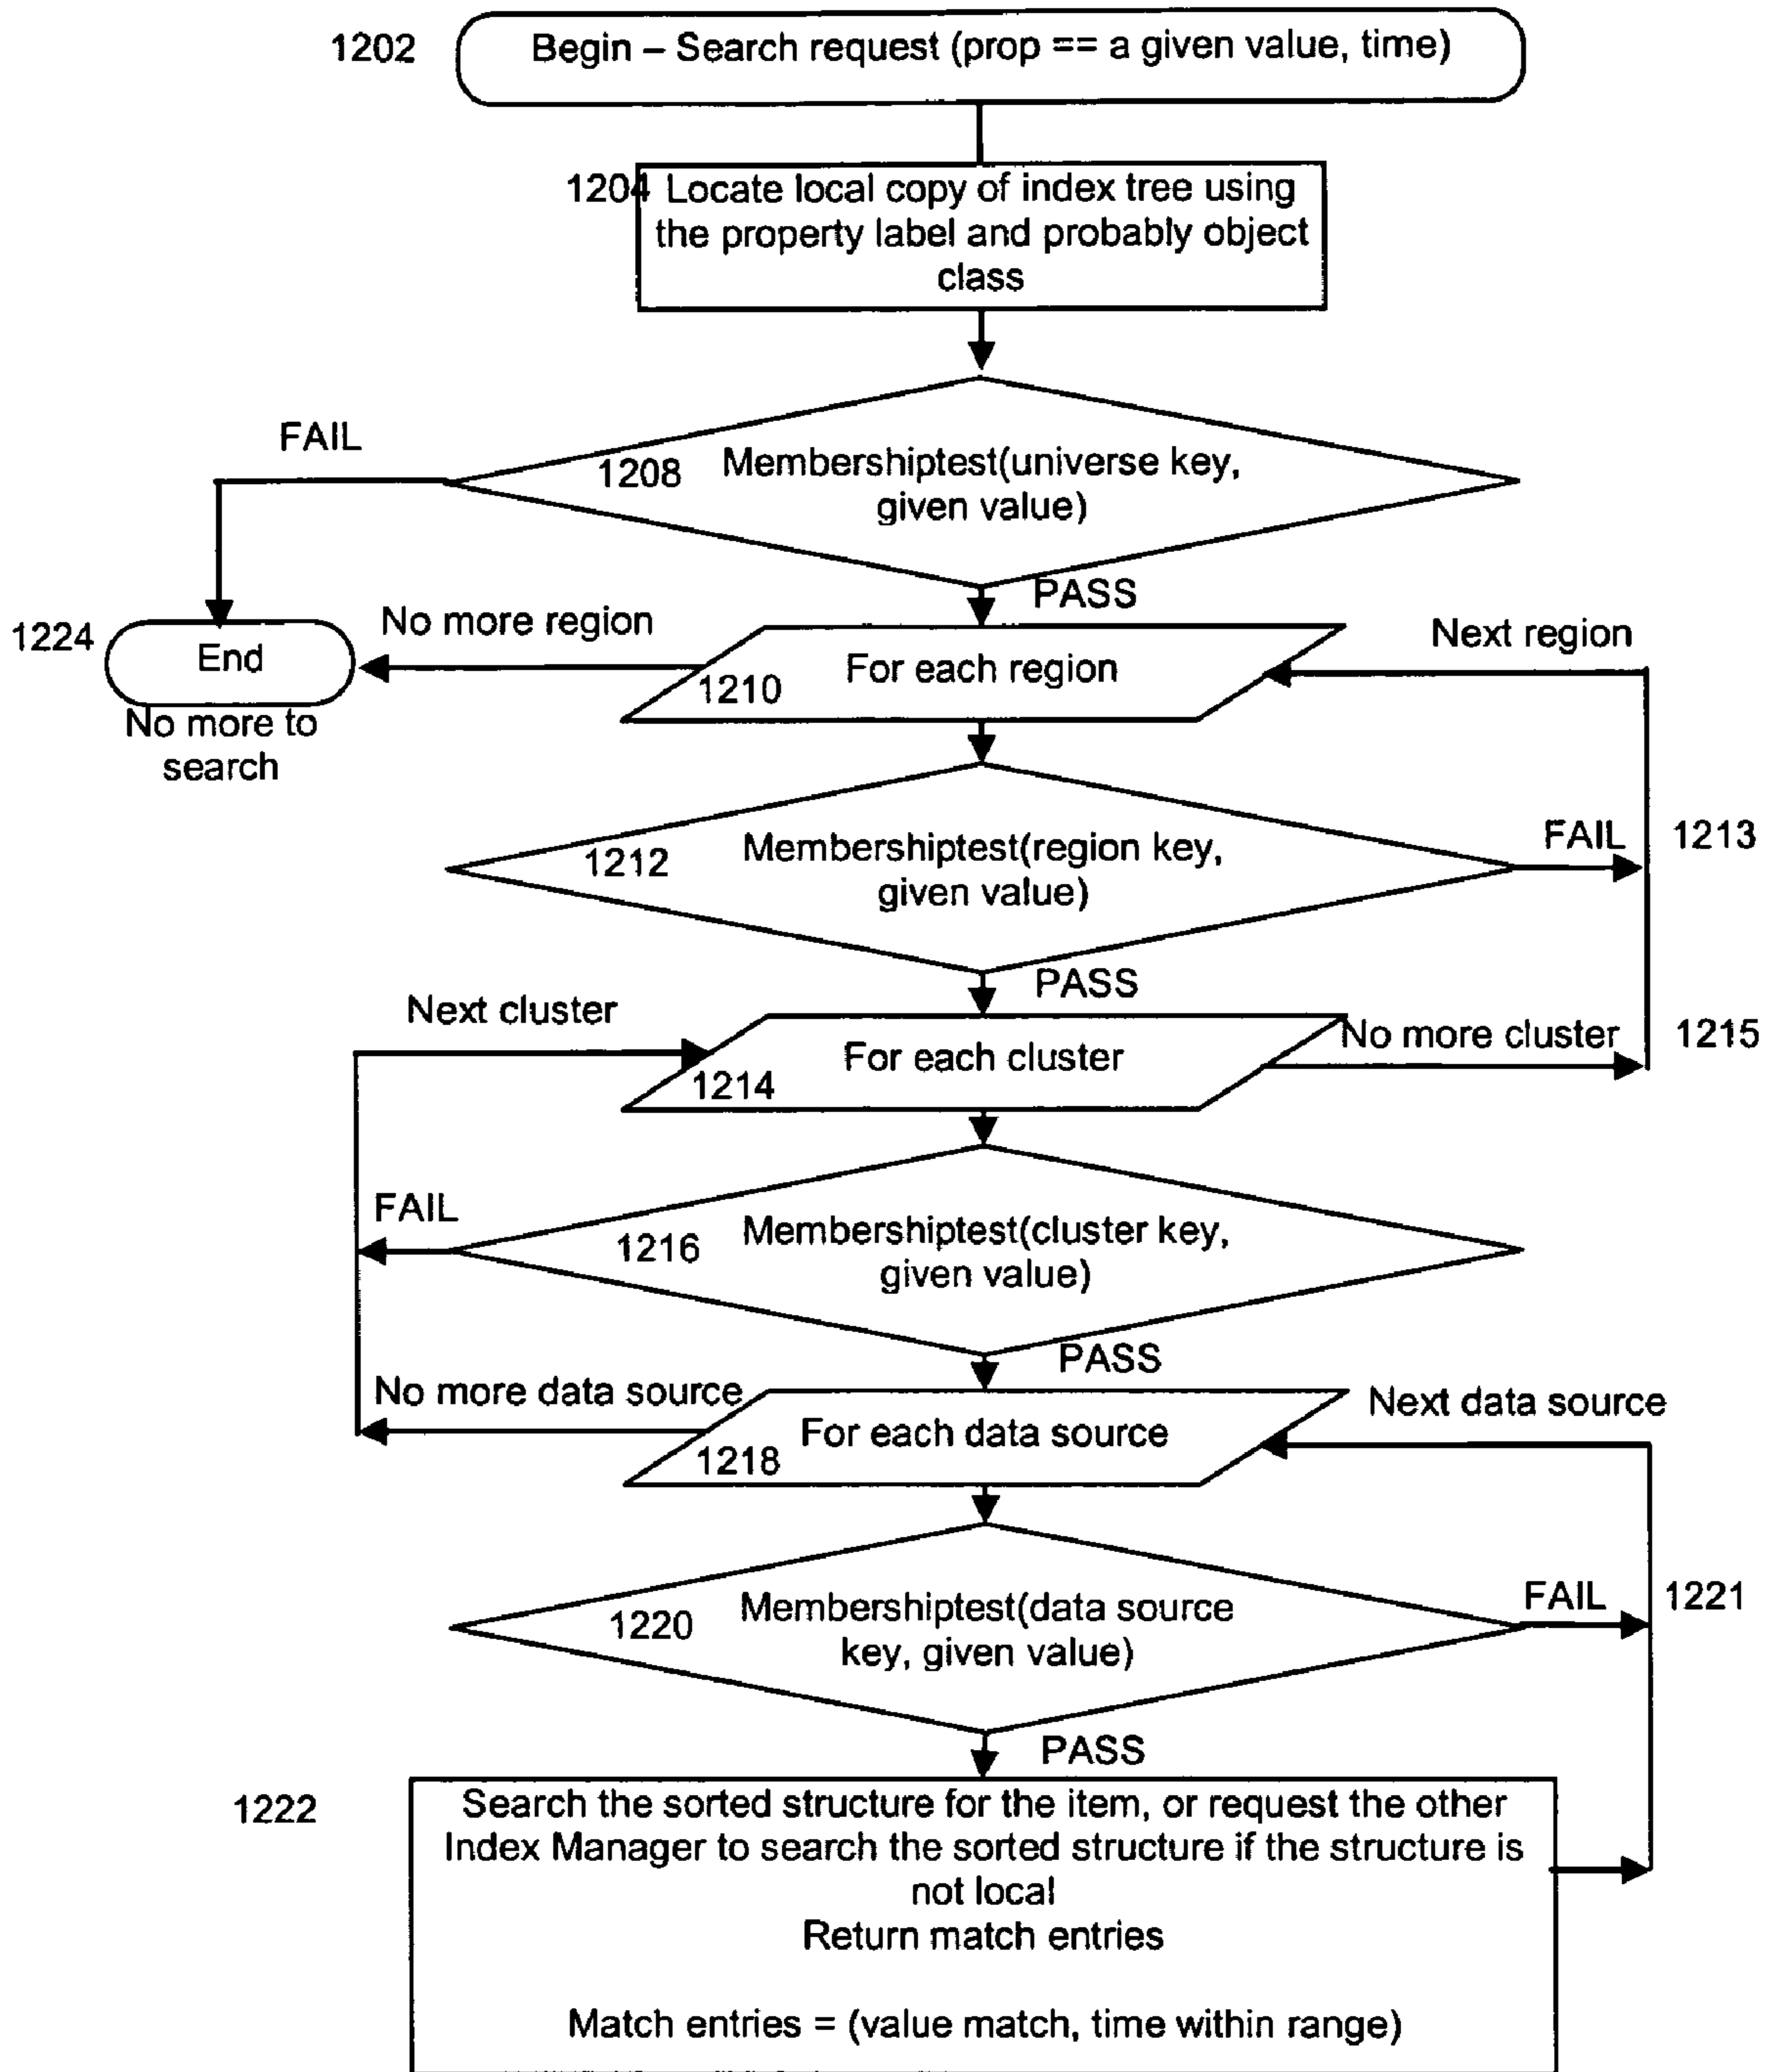 1202
Begin – Search request (prop == a given value, time)
1204
Locate local copy of index tree using
the property label and probably object
class
FAIL
1208
Membershiptest(universe key,
given value)
PASS
1224
End
No more to
search
No more region
For each region
1210
Next region
1212
Membershiptest(region key,
given value)
FAIL
1213
PASS
Next cluster
For each cluster
1214
No more cluster
1215
FAIL
1216
Membershiptest(cluster key,
given value)
PASS
No more data source
For each data source
1218
Next data source
1220
Membershiptest(data source
key, given value)
FAIL
1221
PASS
1222
Search the sorted structure for the item, or request the other
Index Manager to search the sorted structure if the structure is
not local
Return match entries
Match entries = (value match, time within range)